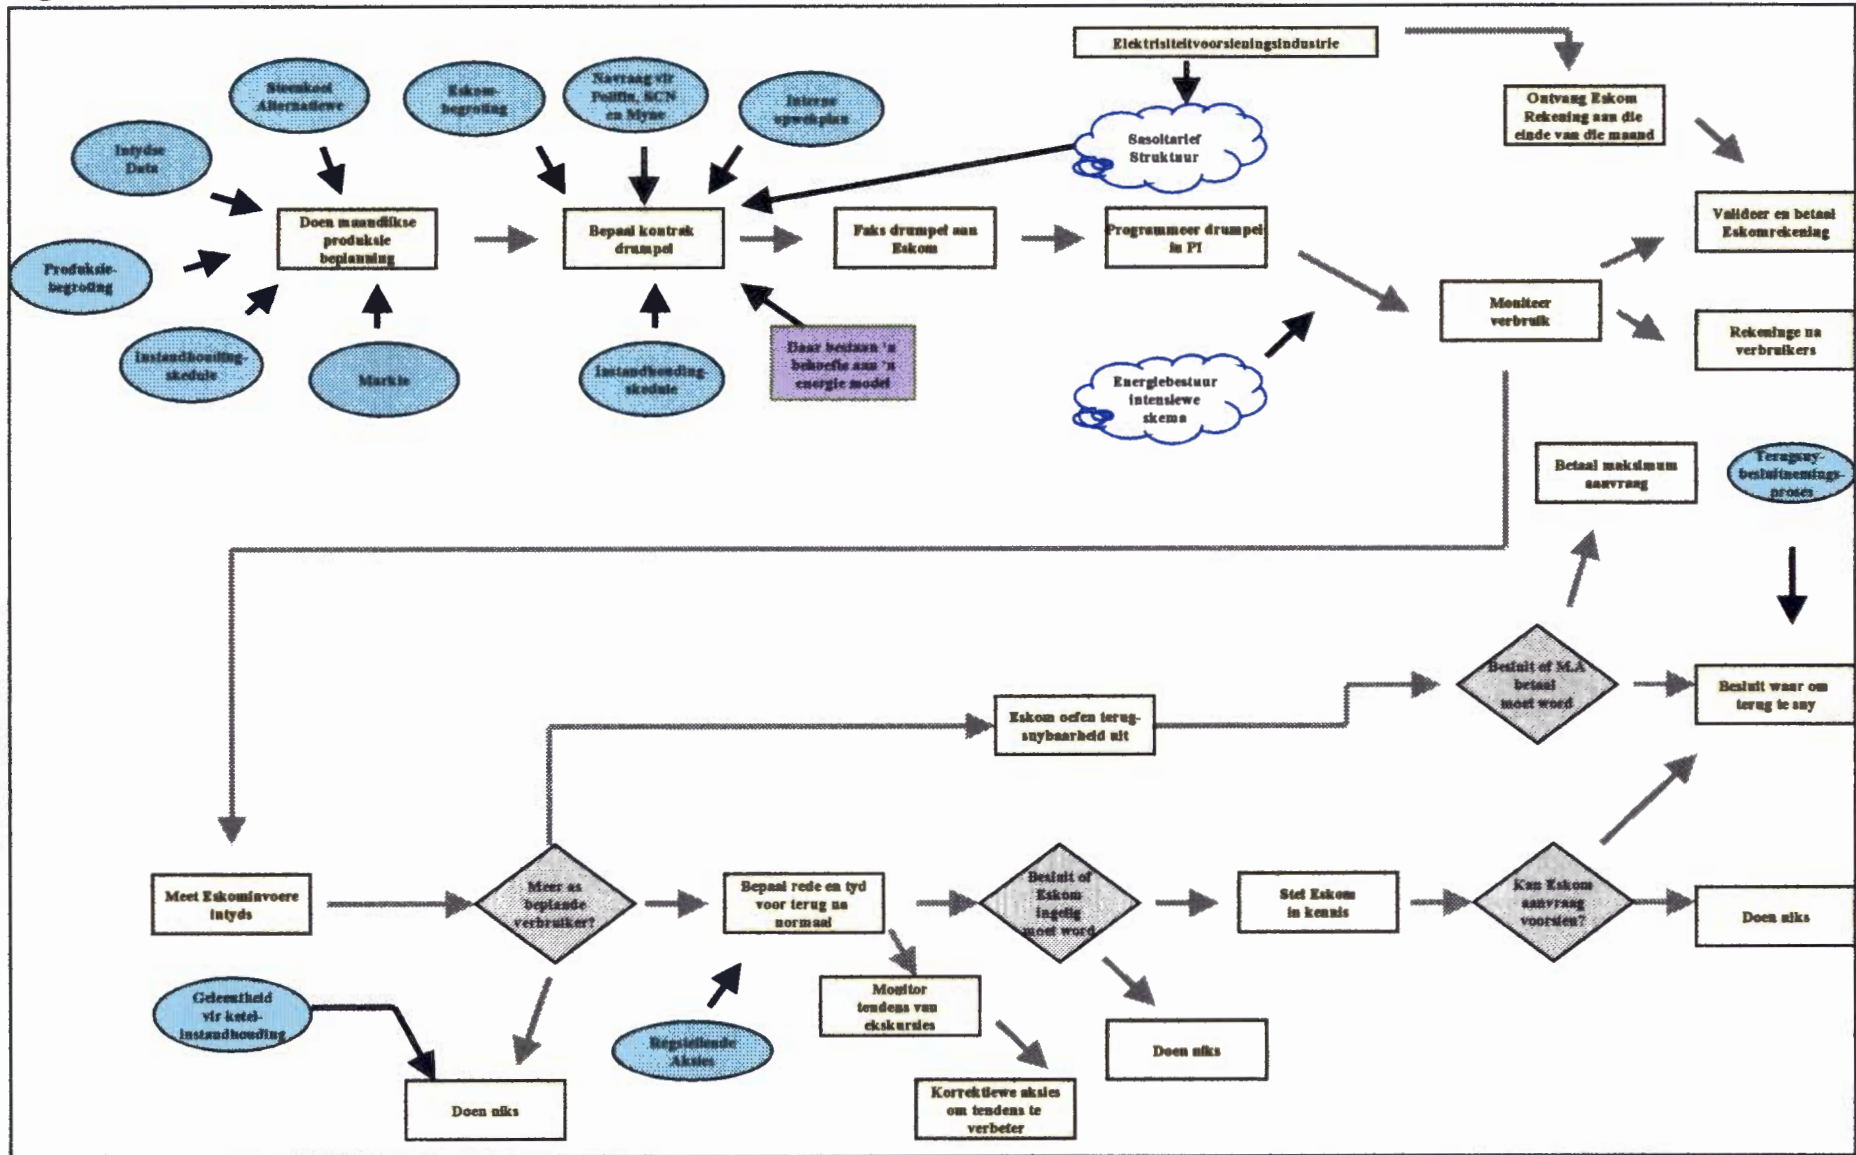 Elektrisiteitvoorsieningsindustrie
Steenkool
Alternatiewe
Eskom-
begroting
Navraag vir
Polifin, SCN
en Myne
Interne
opwekplan
Ontvang Eskom
Rekening aan die
einde van die maand
Intydse
Data
Sasoltarief
Struktuur
Doen maandlikse
produksie
beplanning
Bepaal kontrak
drumpel
Faks drumpel aan
Eskom
Programmeer drumpel
in PI
Valideer en betaal
Eskomrekening
Produksie-
begroting
Moniteer
verbruik
Rekeninge na
verbruikers
Instandhouding-
skedule
Markte
Instandhouding-
skedule
Daar bestaan 'n
behoefte aan 'n
energie model
Energiebestuur
intensiewe
skema
Betaal maksimum
aanvraag
Terugsny-
besluitnemings-
proses
Besluit of M.A
betaal
moet word
Besluit waar om
terug te sny
Eskom oefen terug-
snybaarheid uit
Meet Eskominvoere
intyds
Meer as
beplande
verbruiker?
Bepaal rede en tyd
voor terug na
normaal
Besluit of
Eskom
ingelig
moet word
Stel Eskom
in kennis
Kan Eskom
aanvraag
voorsien?
Doen niks
Geleentheid
vir ketel-
instandhouding
Monitor
tendens van
ekskursies
Regstellende
Aksies
Doen niks
Doen niks
Korrektiewe aksies
om tendens te
verbeter